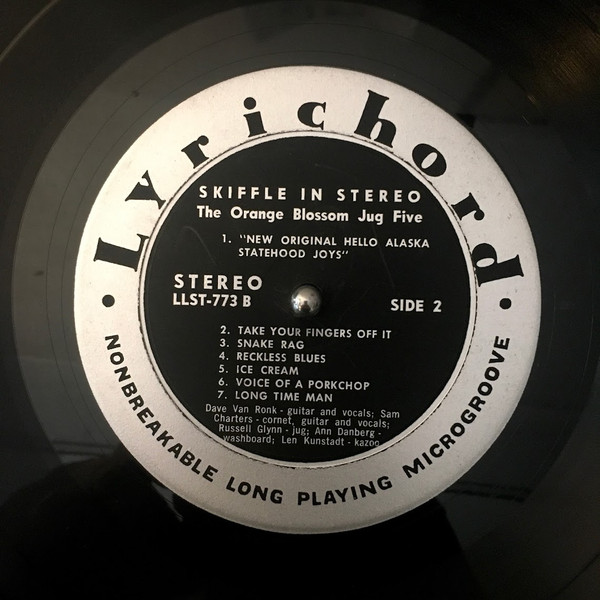 Lyrichord
SKIFFLE IN STEREO
The Orange Blossom Jug Five
1. "NEW ORIGINAL HELLO ALASKA
STATEHOOD JOYS"
STEREO
LLST-773 B
SIDE 2
2. TAKE YOUR FINGERS OFF IT
3. SNAKE RAG
4. RECKLESS BLUES
5. ICE CREAM
6. VOICE OF A PORKCHOP
7. LONG TIME MAN
Dave Van Ronk - guitar and vocals; Sam
Charters - cornet, guitar and vocals;
Russell Glynn - jug; Ann Danberg -
washboard; Len Kunstadt - kazoo
• NONBREAKABLE LONG PLAYING MICROGROOVE •